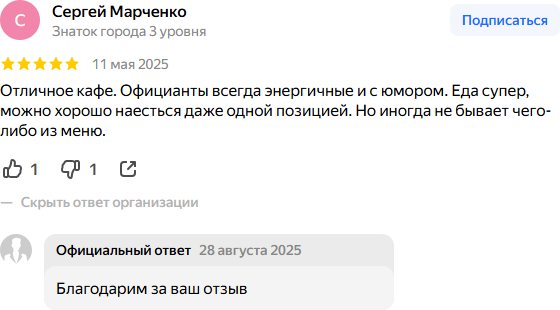 С
Сергей Марченко
Знаток города 3 уровня
Подписаться
11 мая 2025
Отличное кафе. Официанты всегда энергичные и с юмором. Еда супер,
можно хорошо наесться даже одной позицией. Но иногда не бывает чего-
либо из меню.
1 1
— Скрыть ответ организации
Официальный ответ 28 августа 2025
Благодарим за ваш отзыв